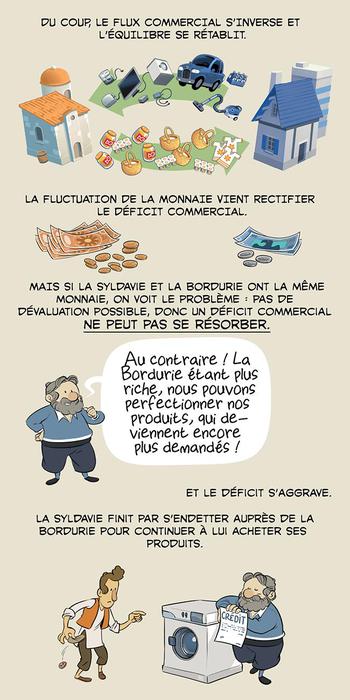 DU COUP, LE FLUX COMMERCIAL S'INVERSE ET
L'ÉQUILIBRE SE RÉTABLIT.
LA FLUCTUATION DE LA MONNAIE VIENT RECTIFIER
LE DÉFICIT COMMERCIAL.
MAIS SI LA SYLDAVIE ET LA BORDURIE ONT LA MÊME
MONNAIE, ON VOIT LE PROBLÈME : PAS DE
DÉVALUATION POSSIBLE, DONC UN DÉFICIT COMMERCIAL
NE PEUT PAS SE RÉSORBER.
Au contraire ! La
Bordurie étant plus
riche, nous pouvons
perfectionner nos
produits, qui de-
viennent encore
plus demandés !
ET LE DÉFICIT S'AGGRAVE.
LA SYLDAVIE FINIT PAR S'ENDETTER AUPRÈS DE LA
BORDURIE POUR CONTINUER À LUI ACHETER SES
PRODUITS.
CRÉDIT